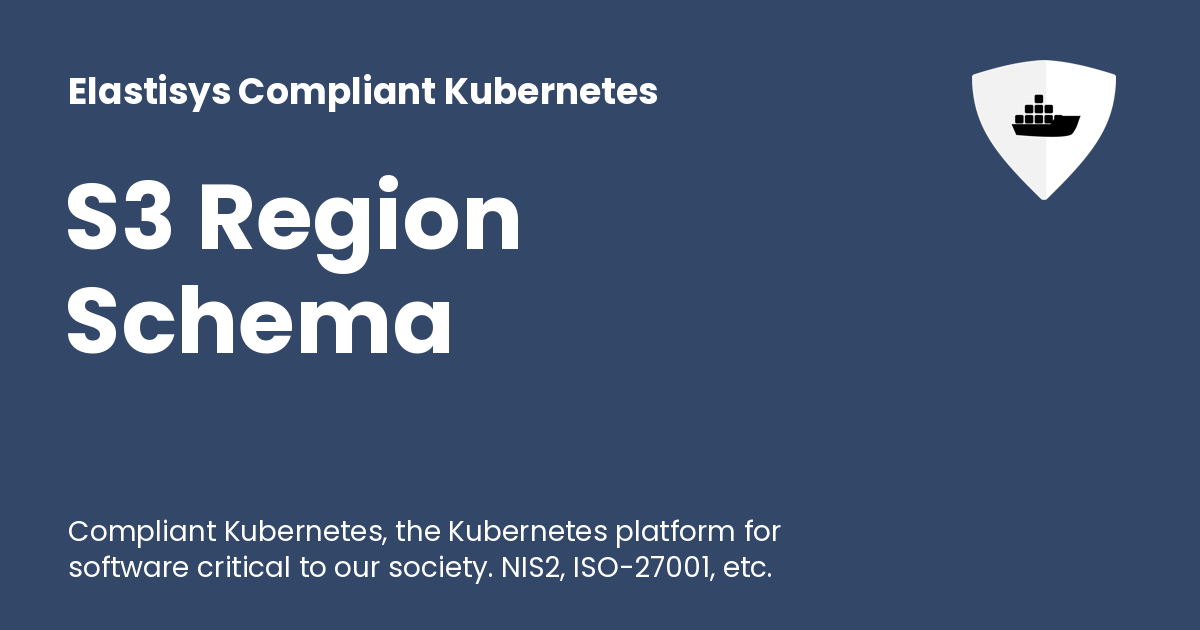 Elastisys Compliant Kubernetes
S3 Region
Schema
Compliant Kubernetes, the Kubernetes platform for
software critical to our society. NIS2, ISO-27001, etc.